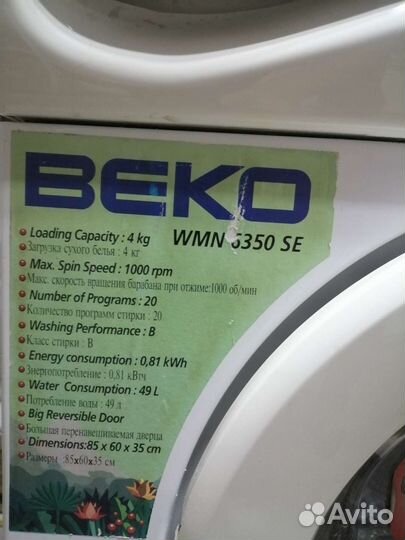 BEKO
WMN 6350 SE
Loading Capacity : 4 kg
Загрузка сухого белья : 4 кг
Max. Spin Speed : 1000 rpm
Макс. скорость вращения барабана при отжиме:1000 об/мин
Number of Programs : 20
Количество программ стирки : 20
Washing Performance : B
Класс стирки : B
Energy consumption : 0,81 kWh
Энергопотребление : 0,81 кВтч
Water Consumption : 49 L
Потребление воды : 49 л
Big Reversible Door
Большая перенавешиваемая дверца
Dimensions:85 x 60 x 35 cm
Размеры :85x60x35 см
Avito